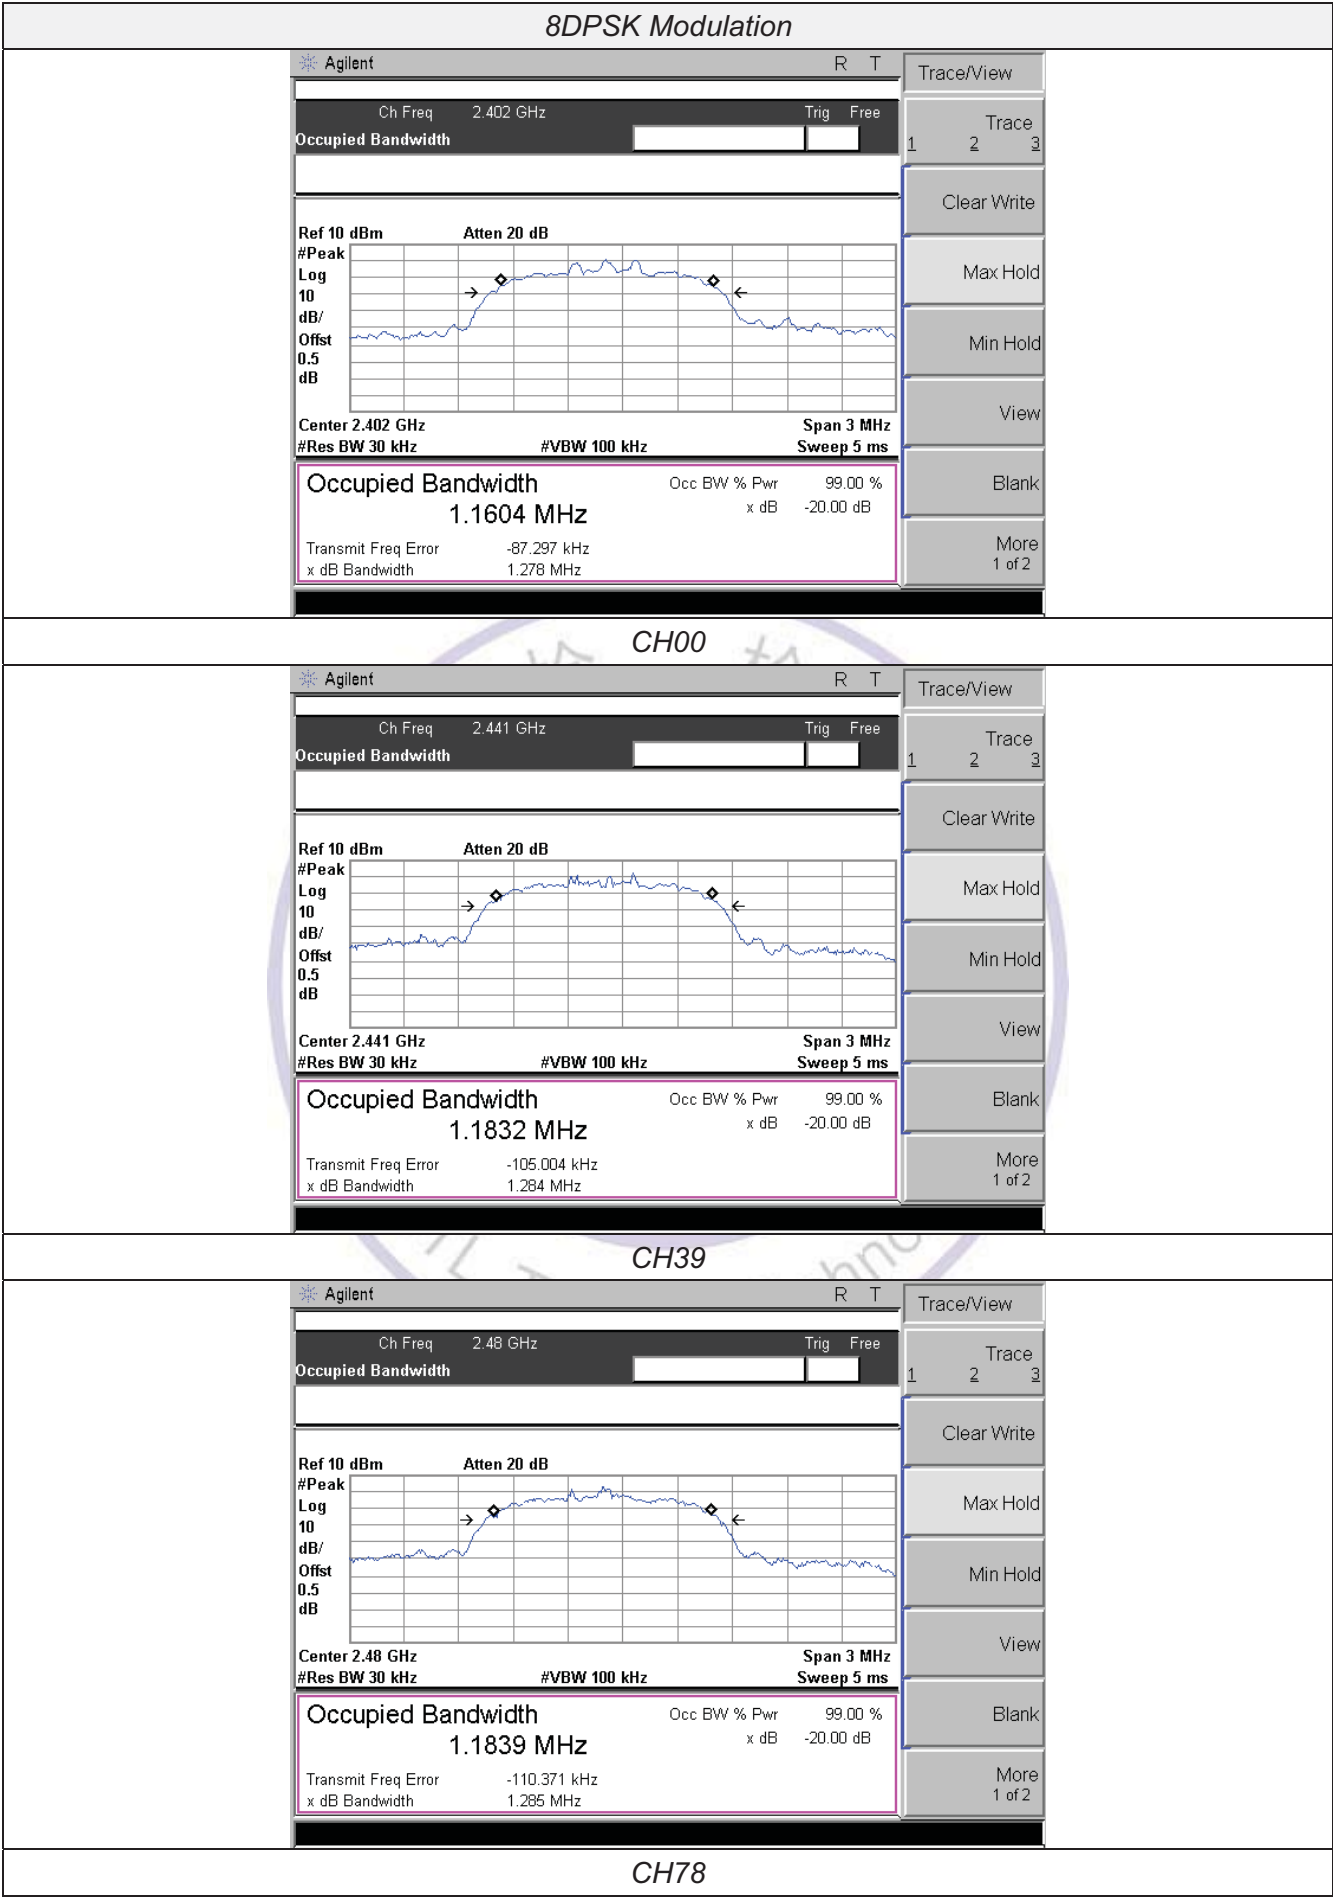 8DPSK Modulation
Agilent R T
Trace/View
Ch Freq 2.402 GHz Trig Free
Occupied Bandwidth
Trace
1 2 3
Clear Write
Ref 10 dBm Atten 20 dB
#Peak
Log
10
dB/
Offst
0.5
dB
Max Hold
Min Hold
View
Center 2.402 GHz Span 3 MHz
#Res BW 30 kHz #VBW 100 kHz Sweep 5 ms
Occupied Bandwidth Occ BW % Pwr 99.00 %
1.1604 MHz x dB -20.00 dB
Transmit Freq Error -87.297 kHz
x dB Bandwidth 1.278 MHz
Blank
More
1 of 2
CH00
Agilent R T
Trace/View
Ch Freq 2.441 GHz Trig Free
Occupied Bandwidth
Trace
1 2 3
Clear Write
Ref 10 dBm Atten 20 dB
#Peak
Log
10
dB/
Offst
0.5
dB
Max Hold
Min Hold
View
Center 2.441 GHz Span 3 MHz
#Res BW 30 kHz #VBW 100 kHz Sweep 5 ms
Occupied Bandwidth Occ BW % Pwr 99.00 %
1.1832 MHz x dB -20.00 dB
Transmit Freq Error -105.004 kHz
x dB Bandwidth 1.284 MHz
Blank
More
1 of 2
CH39
Agilent R T
Trace/View
Ch Freq 2.48 GHz Trig Free
Occupied Bandwidth
Trace
1 2 3
Clear Write
Ref 10 dBm Atten 20 dB
#Peak
Log
10
dB/
Offst
0.5
dB
Max Hold
Min Hold
View
Center 2.48 GHz Span 3 MHz
#Res BW 30 kHz #VBW 100 kHz Sweep 5 ms
Occupied Bandwidth Occ BW % Pwr 99.00 %
1.1839 MHz x dB -20.00 dB
Transmit Freq Error -110.371 kHz
x dB Bandwidth 1.285 MHz
Blank
More
1 of 2
CH78